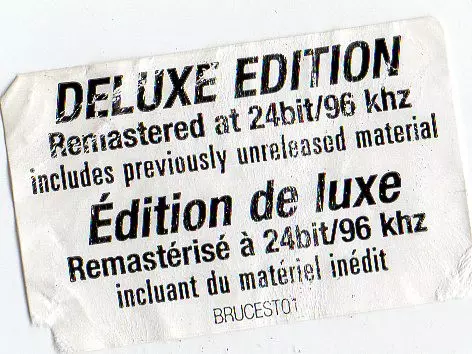 DELUXE EDITION
Remastered at 24bit/96 khz
includes previously unreleased material
Édition de luxe
Remastérisé à 24bit/96 khz
incluant du matériel inédit
BRUCEST01